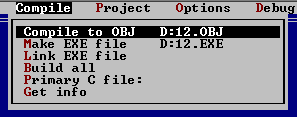 Compile Project Options Debug
Compile to OBJ D:12.OBJ
Make EXE file D:12.EXE
Link EXE file
Build all
Primary C file:
Get info